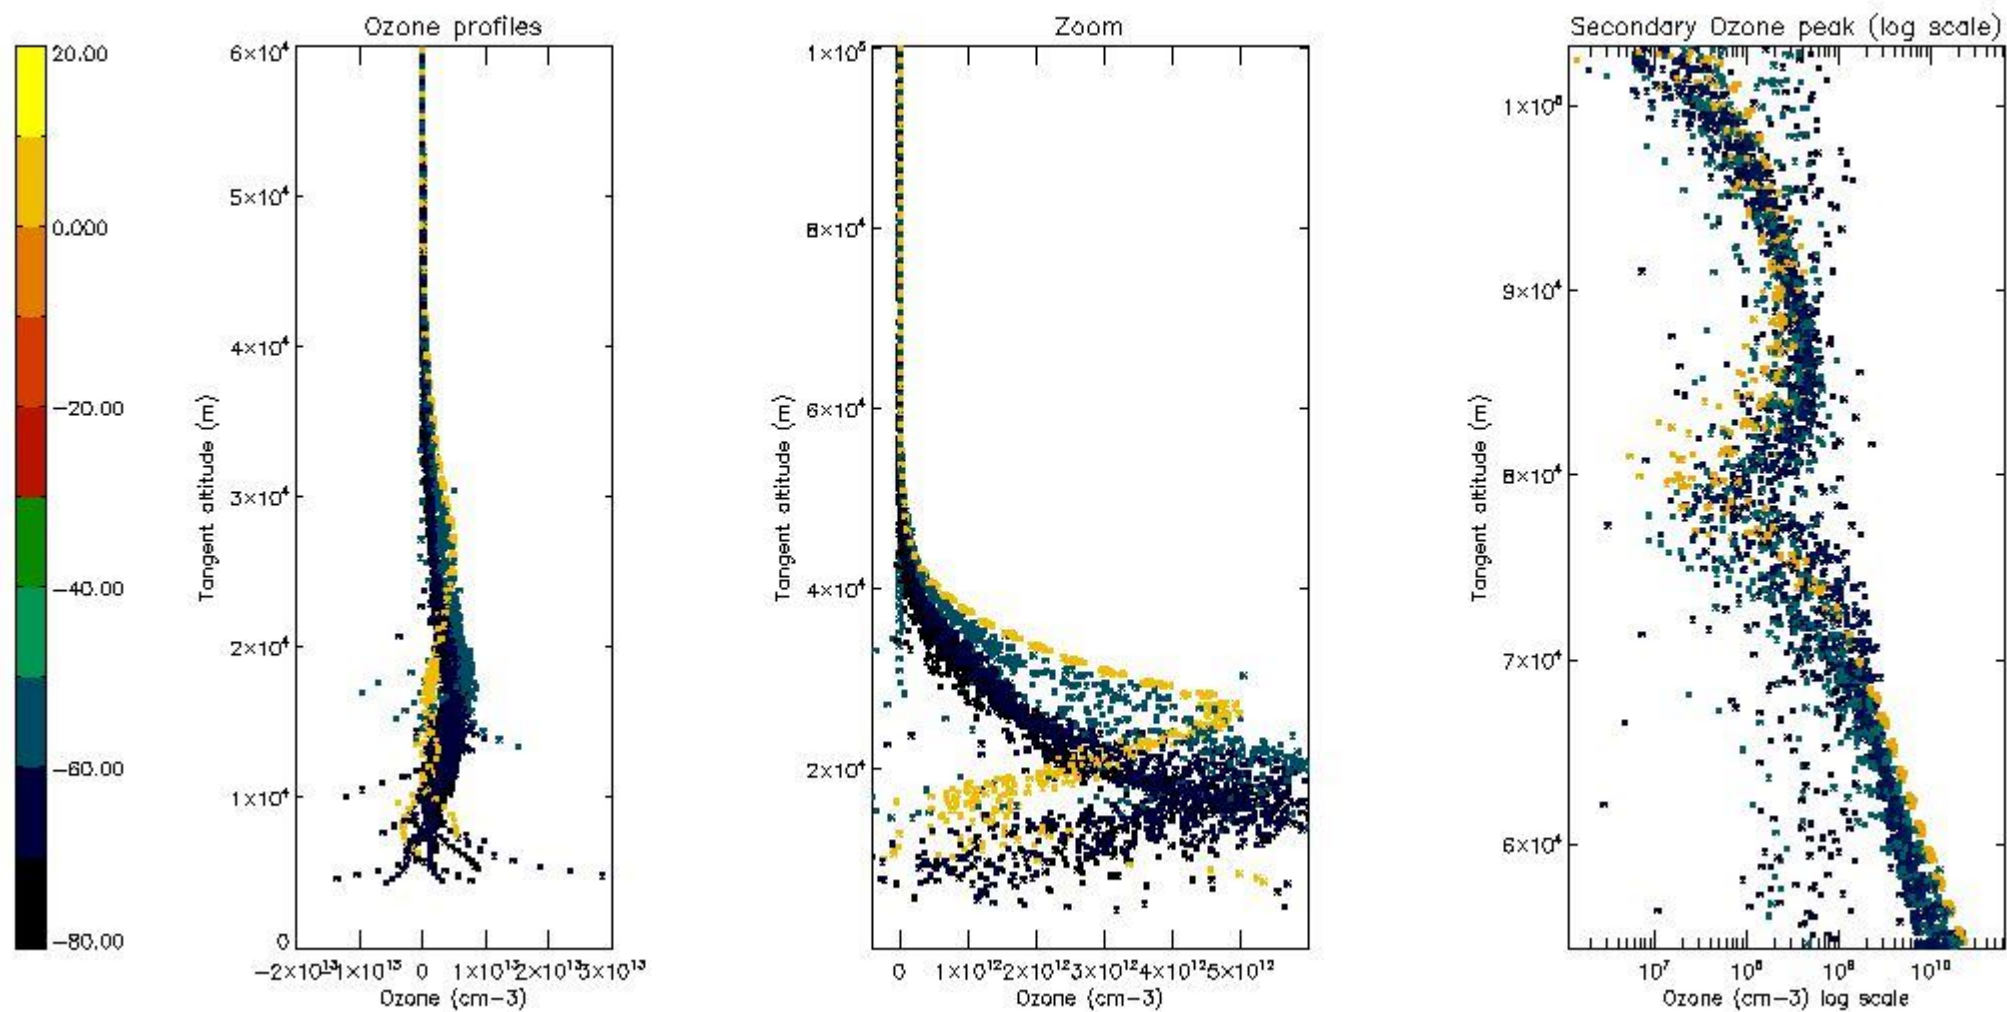 Ozone profiles
Zoom
Secondary Ozone peak (log scale)
20.00
0.000
−20.00
−40.00
−60.00
−80.00
6×10⁴
5×10⁴
4×10⁴
3×10⁴
2×10⁴
1×10⁴
0
Tangent altitude (m)
0 1×10¹³ 2×10¹³ 3×10¹³
Ozone (cm−3)
1×10⁵
8×10⁴
6×10⁴
4×10⁴
2×10⁴
Tangent altitude (m)
0 1×10¹² 2×10¹² 3×10¹² 4×10¹² 5×10¹²
Ozone (cm−3)
1×10⁵
9×10⁴
8×10⁴
7×10⁴
6×10⁴
Tangent altitude (m)
10⁷ 10⁸ 10⁹ 10¹⁰
Ozone (cm−3) log scale